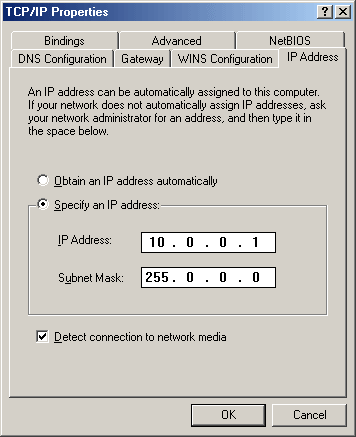 TCP/IP Properties
Bindings Advanced NetBIOS
DNS Configuration Gateway WINS Configuration IP Address
An IP address can be automatically assigned to this computer.
If your network does not automatically assign IP addresses, ask
your network administrator for an address, and then type it in
the space below.
Obtain an IP address automatically
Specify an IP address:
IP Address: 10 . 0 . 0 . 1
Subnet Mask: 255 . 0 . 0 . 0
Detect connection to network media
OK Cancel